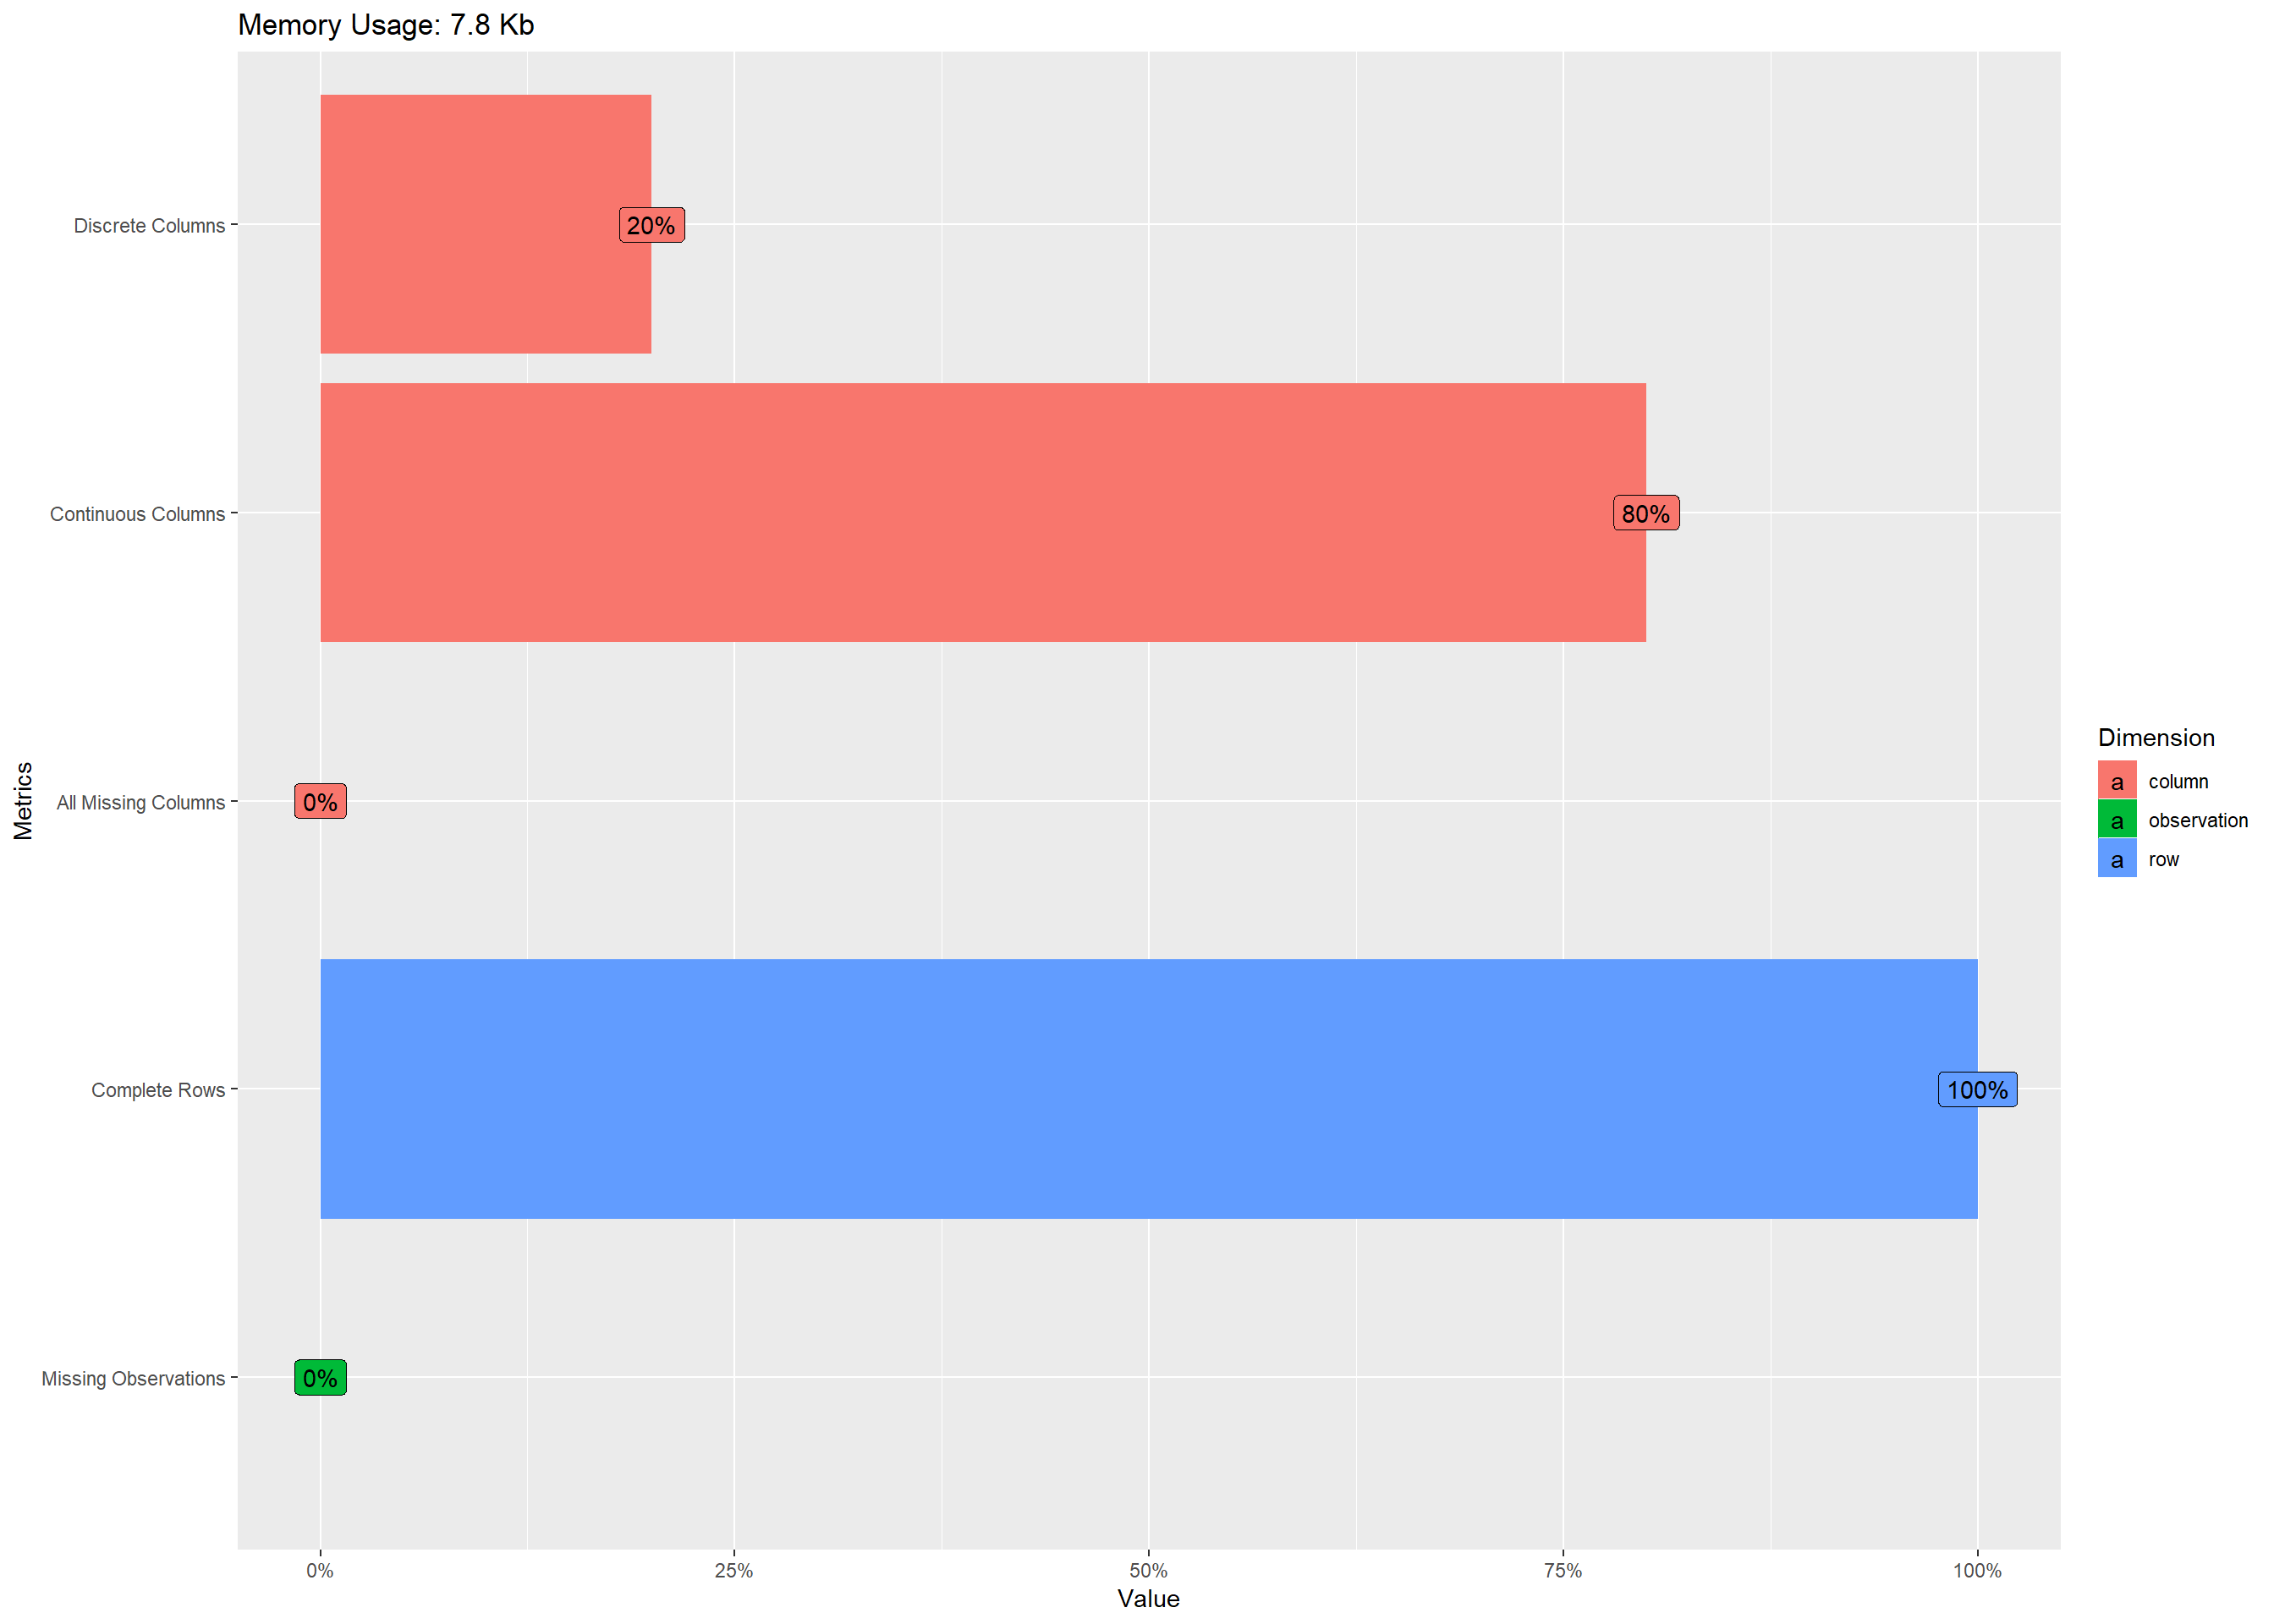 Memory Usage: 7.8 Kb
Discrete Columns
20%
Continuous Columns
80%
All Missing Columns
0%
Complete Rows
100%
Missing Observations
0%
Metrics
0%
25%
50%
75%
100%
Value
Dimension
a column
a observation
a row